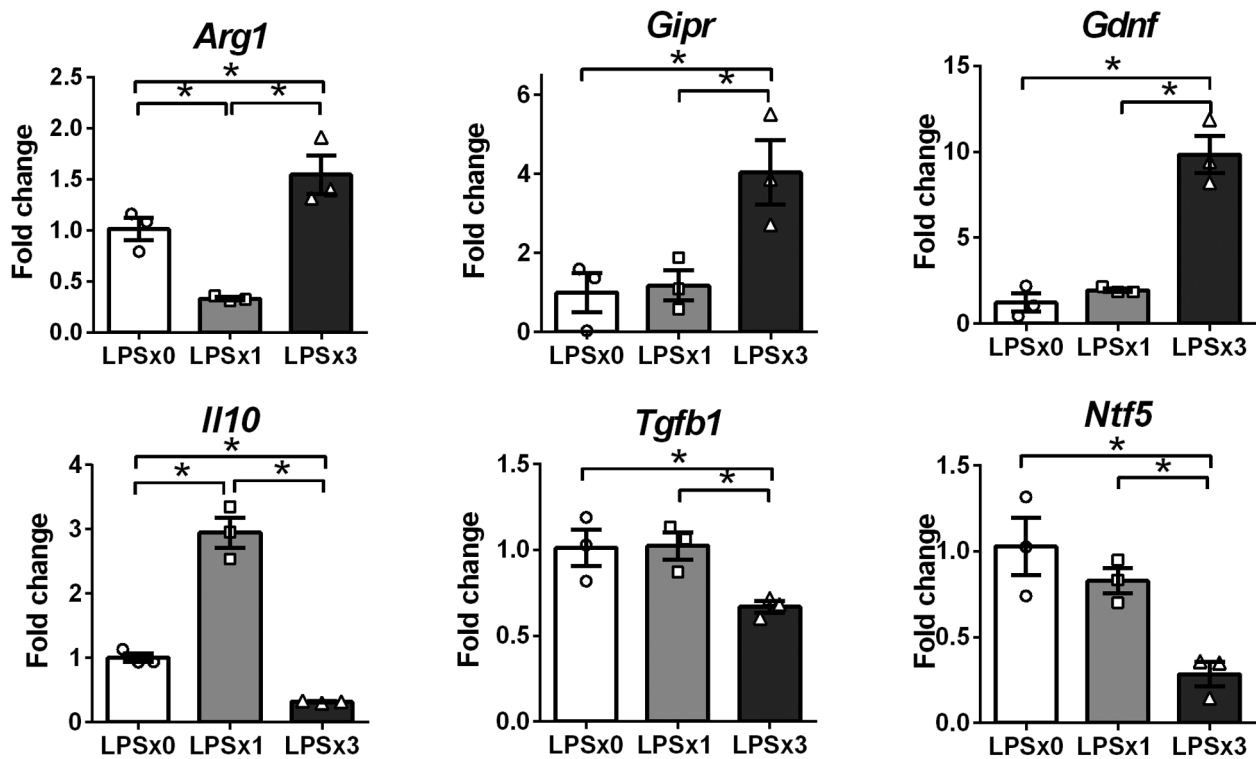 Arg1
Gipr
Gdnf
* * *
* *
* *
Fold change
2.5
2.0
1.5
1.0
0.5
0.0
LPSx0 LPSx1 LPSx3
Fold change
6
4
2
0
LPSx0 LPSx1 LPSx3
Fold change
15
10
5
0
LPSx0 LPSx1 LPSx3
Il10
Tgfb1
Ntf5
* * *
* *
* *
Fold change
4
3
2
1
0
LPSx0 LPSx1 LPSx3
Fold change
1.5
1.0
0.5
0.0
LPSx0 LPSx1 LPSx3
Fold change
1.5
1.0
0.5
0.0
LPSx0 LPSx1 LPSx3